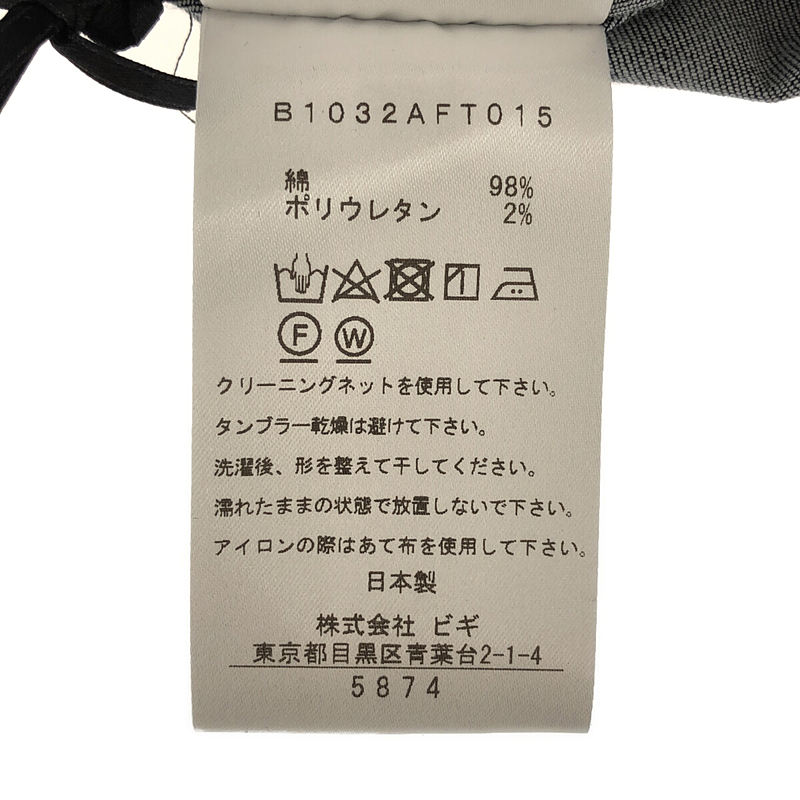 B1032AFT015
綿 98%
ポリウレタン 2%
F W
クリーニングネットを使用して下さい。
タンブラー乾燥は避けて下さい。
洗濯後、形を整えて干してください。
濡れたままの状態で放置しないで下さい。
アイロンの際はあて布を使用して下さい。
日本製
株式会社 ビギ
東京都目黒区青葉台2-1-4
5874